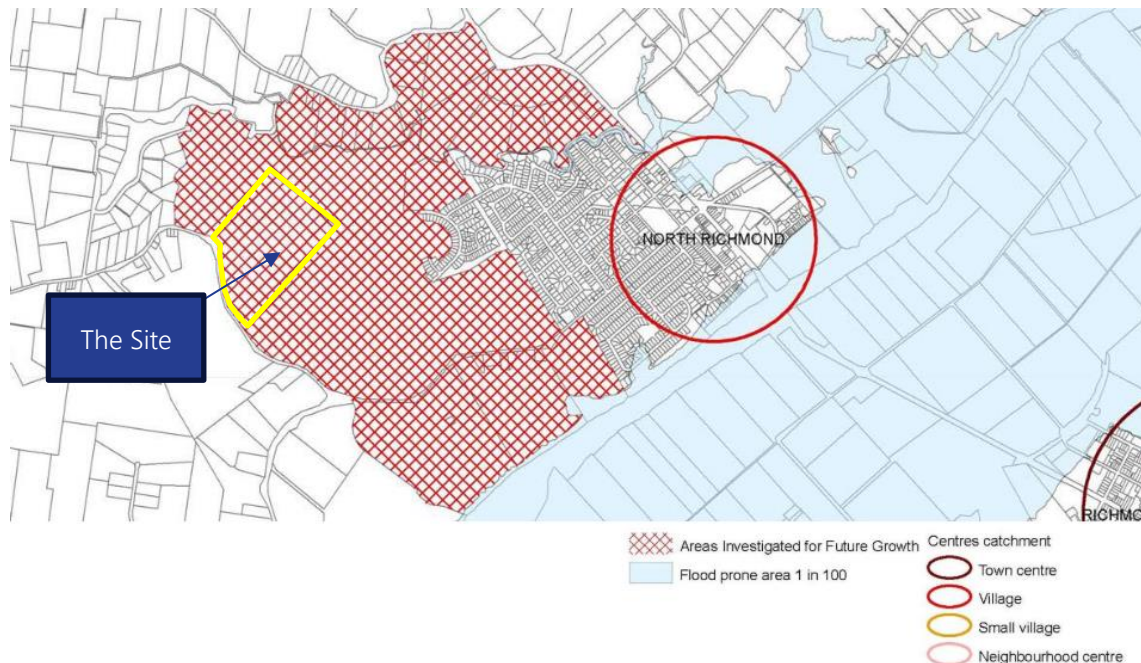 NORTH RICHMOND
The Site
RICHMO
Areas Investigated for Future Growth
Flood prone area 1 in 100
Centres catchment
Town centre
Village
Small village
Neighbourhood centre